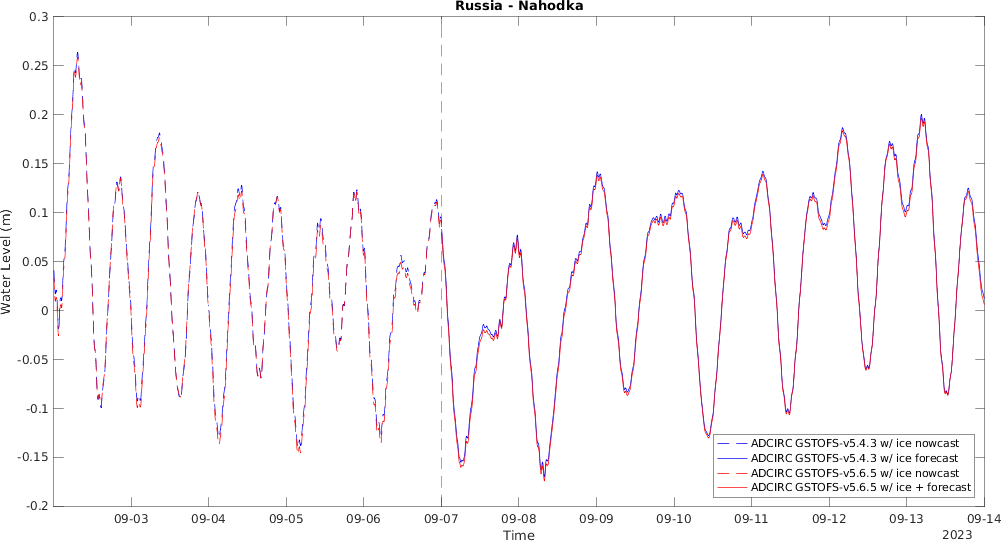 Russia - Nahodka
0.3
0.25
0.2
0.15
0.1
0.05
0
-0.05
-0.1
-0.15
-0.2
Water Level (m)
09-03 09-04 09-05 09-06 09-07 09-08 09-09 09-10 09-11 09-12 09-13 09-14
Time
2023
ADCIRC GSTOFS-v5.4.3 w/ ice nowcast
ADCIRC GSTOFS-v5.4.3 w/ ice forecast
ADCIRC GSTOFS-v5.6.5 w/ ice nowcast
ADCIRC GSTOFS-v5.6.5 w/ ice + forecast